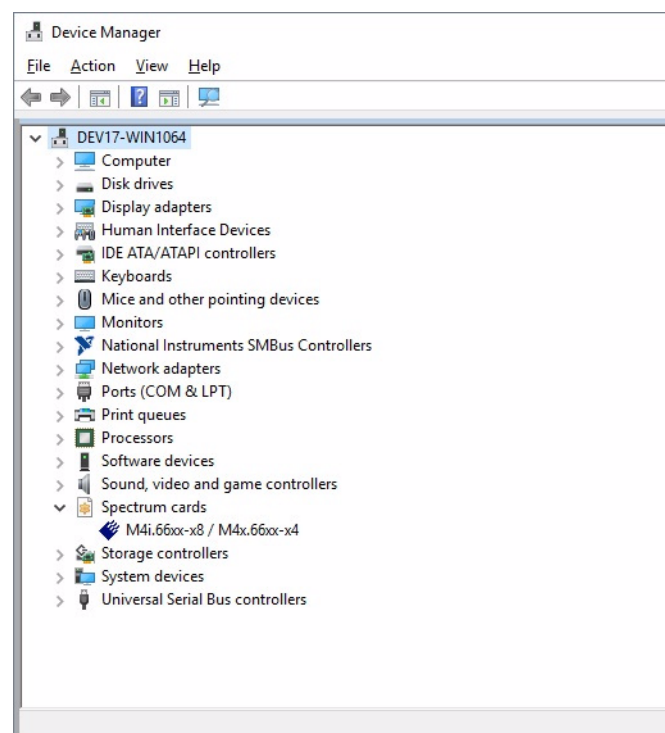 Device Manager
File Action View Help
DEV17-WIN1064
Computer
Disk drives
Display adapters
Human Interface Devices
IDE ATA/ATAPI controllers
Keyboards
Mice and other pointing devices
Monitors
National Instruments SMBus Controllers
Network adapters
Ports (COM & LPT)
Print queues
Processors
Software devices
Sound, video and game controllers
Spectrum cards
M4i.66xx-x8 / M4x.66xx-x4
Storage controllers
System devices
Universal Serial Bus controllers